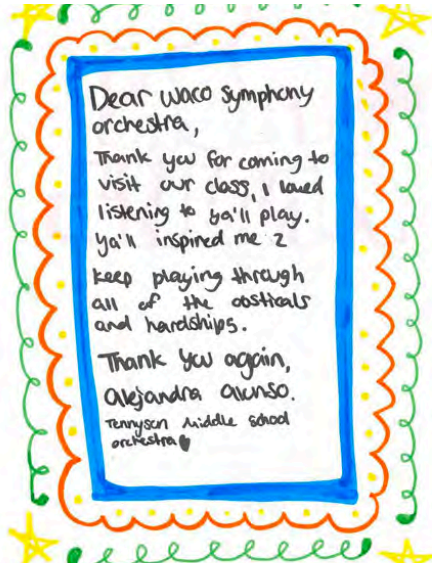 Dear Waco Symphony
orchestra,
Thank you for coming to
visit our class, I loved
listening to ya'll play.
ya'll inspired me 2
keep playing through
all of the obsticals
and hardships.
Thank you again,
Alejandra Alonso.
Tennyson Middle School
orchestra